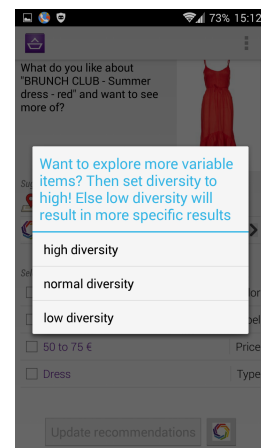 73% 15:12
What do you like about
"BRUNCH CLUB - Summer
dress - red" and want to see
more of?
Want to explore more variable
items? Then set diversity to
high! Else low diversity will
result in more specific results
high diversity
normal diversity
low diversity
50 to 75 € Price
Dress Type
Update recommendations